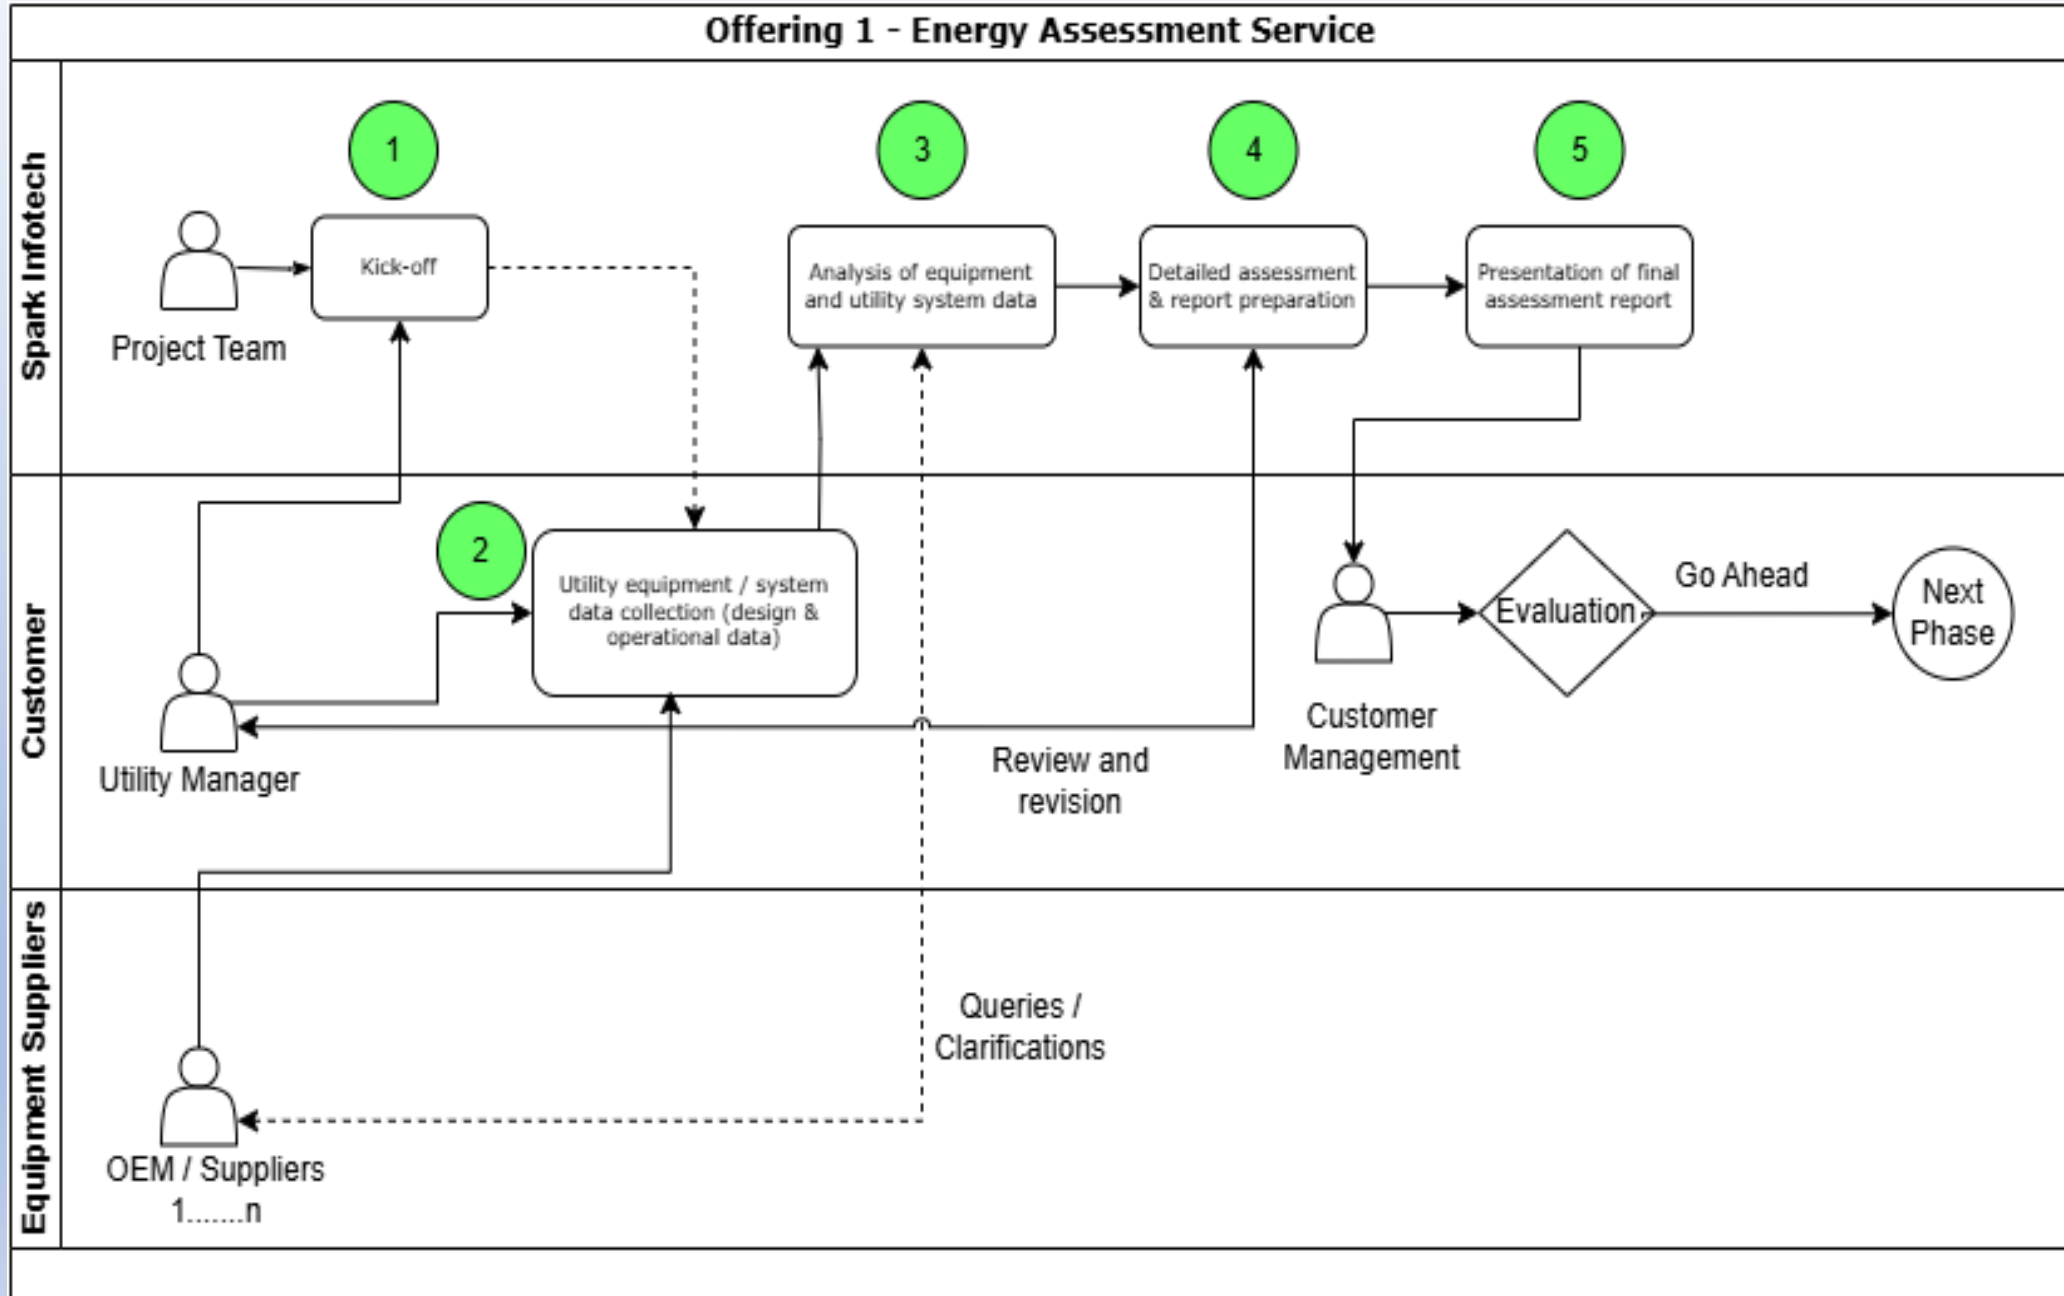 Offering 1 - Energy Assessment Service
Spark Infotech
1
3
4
5
Kick-off
Project Team
Analysis of equipment
and utility system data
Detailed assessment
& report preparation
Presentation of final
assessment report
Customer
2
Utility equipment / system
data collection (design &
operational data)
Utility Manager
Review and
revision
Customer
Management
Evaluation
Go Ahead
Next
Phase
Equipment Suppliers
Queries /
Clarifications
OEM / Suppliers
1.......n